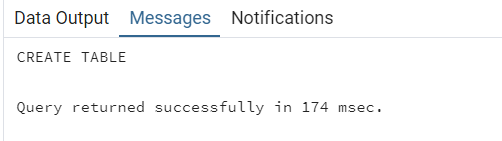 Data Output Messages Notifications
CREATE TABLE
Query returned successfully in 174 msec.